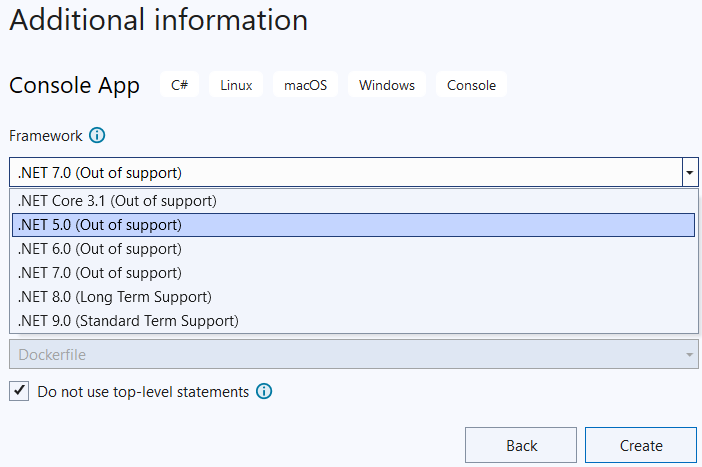 Additional information
Console App C# Linux macOS Windows Console
Framework
.NET 7.0 (Out of support)
.NET Core 3.1 (Out of support)
.NET 5.0 (Out of support)
.NET 6.0 (Out of support)
.NET 7.0 (Out of support)
.NET 8.0 (Long Term Support)
.NET 9.0 (Standard Term Support)
Dockerfile
Do not use top-level statements
Back Create